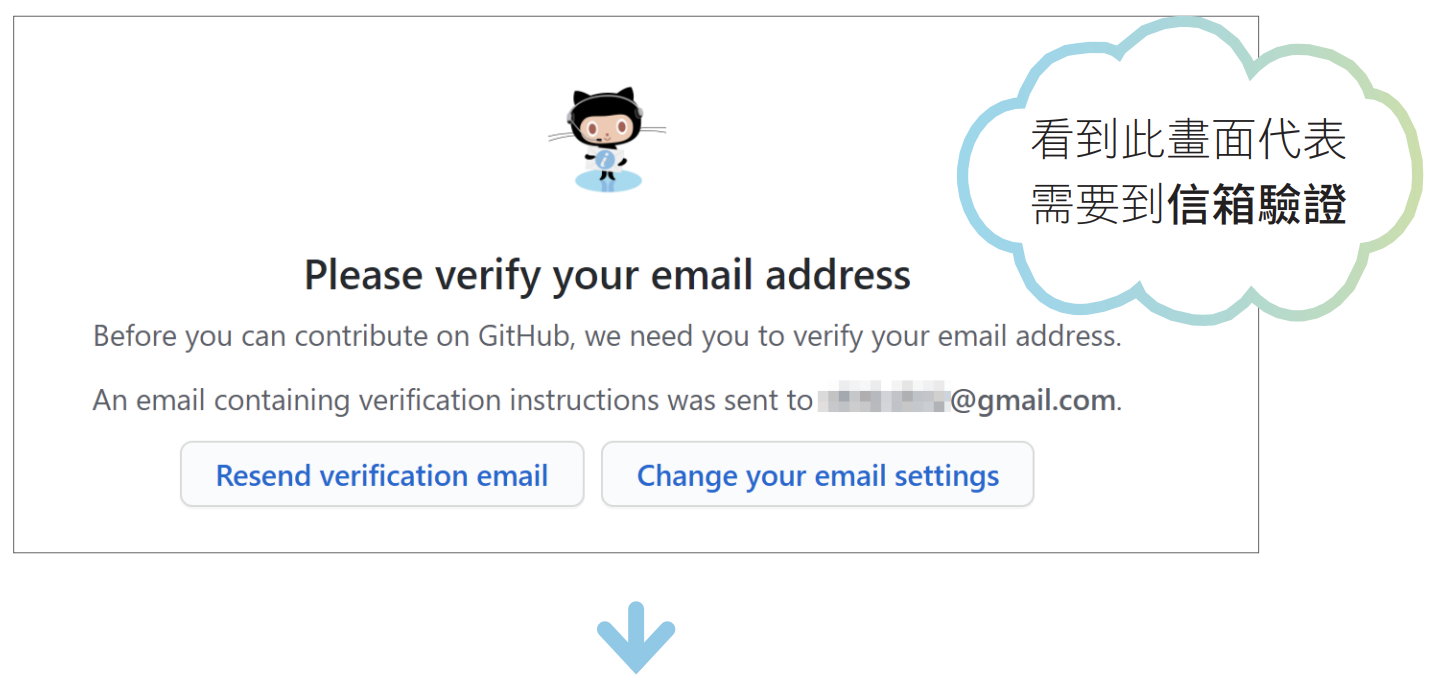 看到此畫面代表
需要到信箱驗證
Please verify your email address
Before you can contribute on GitHub, we need you to verify your email address.
An email containing verification instructions was sent to @gmail.com.
Resend verification email
Change your email settings